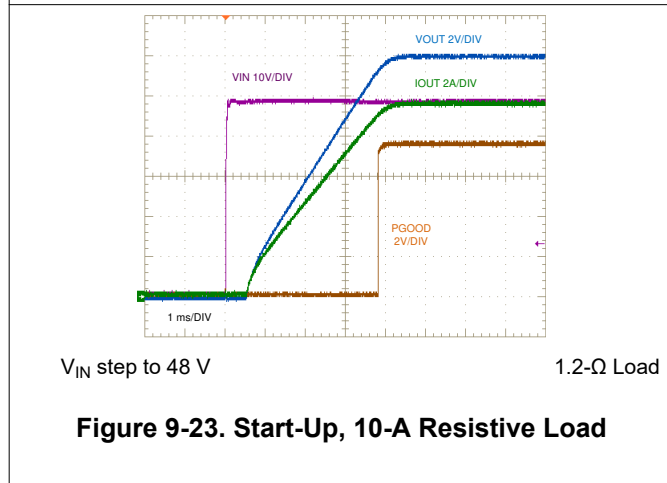 VOUT 2V/DIV
VIN 10V/DIV
IOUT 2A/DIV
PGOOD
2V/DIV
1 ms/DIV
VIN step to 48 V
1.2-Ω Load
Figure 9-23. Start-Up, 10-A Resistive Load